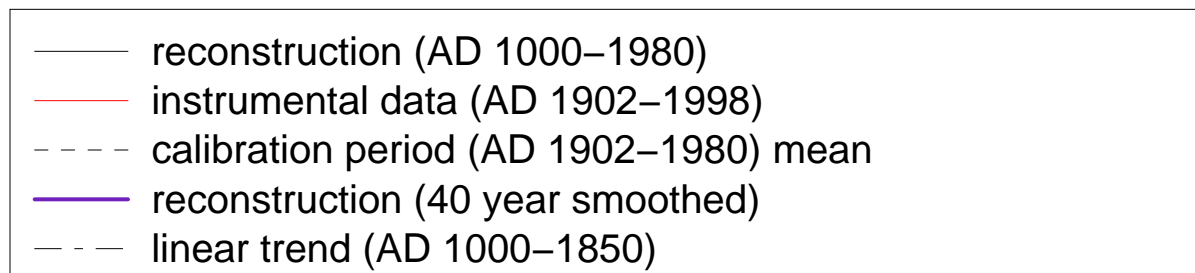 reconstruction (AD 1000–1980)
instrumental data (AD 1902–1998)
calibration period (AD 1902–1980) mean
reconstruction (40 year smoothed)
linear trend (AD 1000–1850)